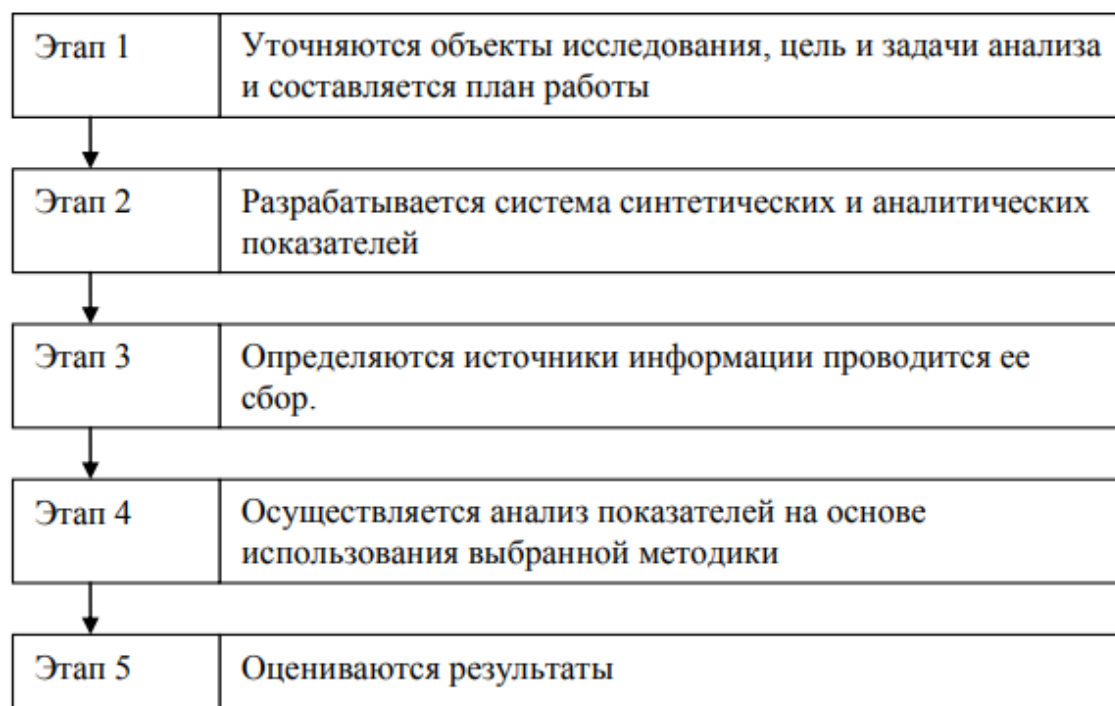 Этап 1
Уточняются объекты исследования, цель и задачи анализа
и составляется план работы
Этап 2
Разрабатывается система синтетических и аналитических
показателей
Этап 3
Определяются источники информации проводится ее
сбор.
Этап 4
Осуществляется анализ показателей на основе
использования выбранной методики
Этап 5
Оцениваются результаты